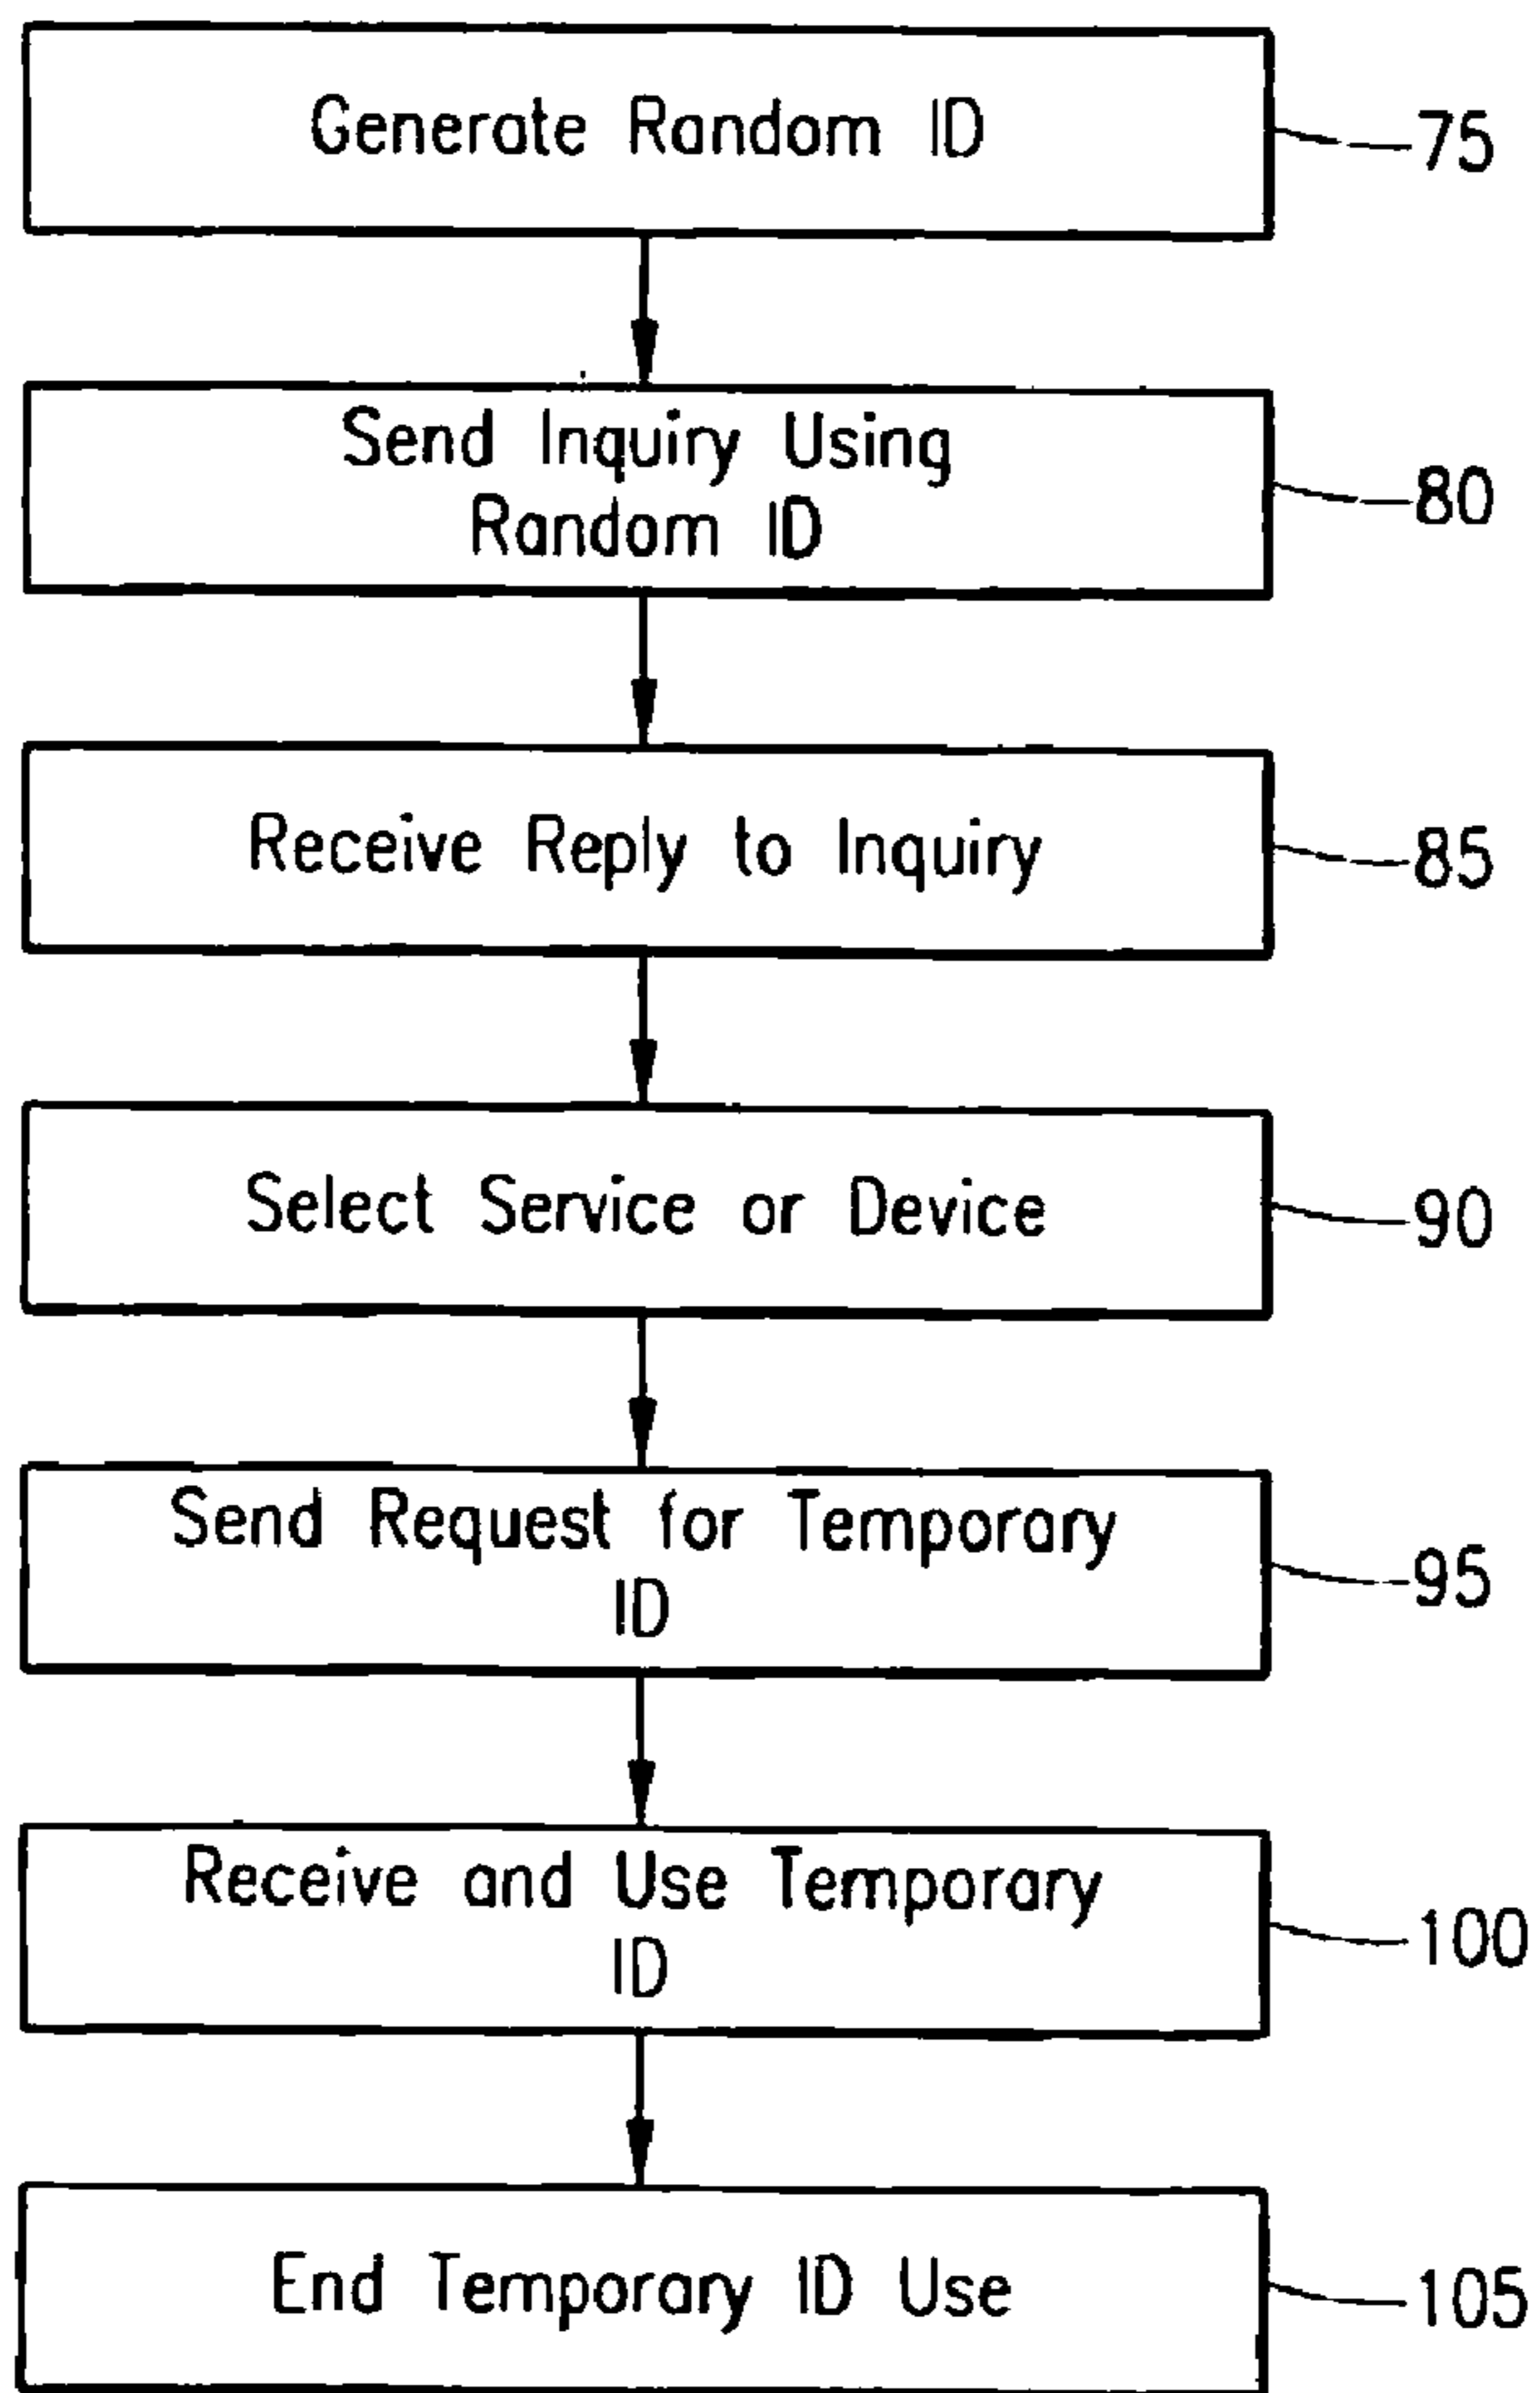 Generate Random ID
75
Send Inquiry Using
Random ID
80
Receive Reply to Inquiry
85
Select Service or Device
90
Send Request for Temporary
ID
95
Receive and Use Temporary
ID
100
End Temporary ID Use
105